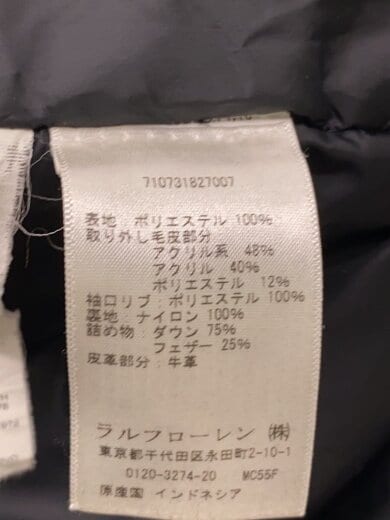 710731827007
表地 ポリエステル 100%
取り外し毛皮部分
アクリル系 48%
アクリル 40%
ポリエステル 12%
袖口リブ:ポリエステル 100%
裏地:ナイロン 100%
詰め物:ダウン 75%
フェザー 25%
皮革部分:牛革
ラルフローレン ㈱
東京都千代田区永田町2-10-1
0120-3274-20 MC55F
原産国 インドネシア